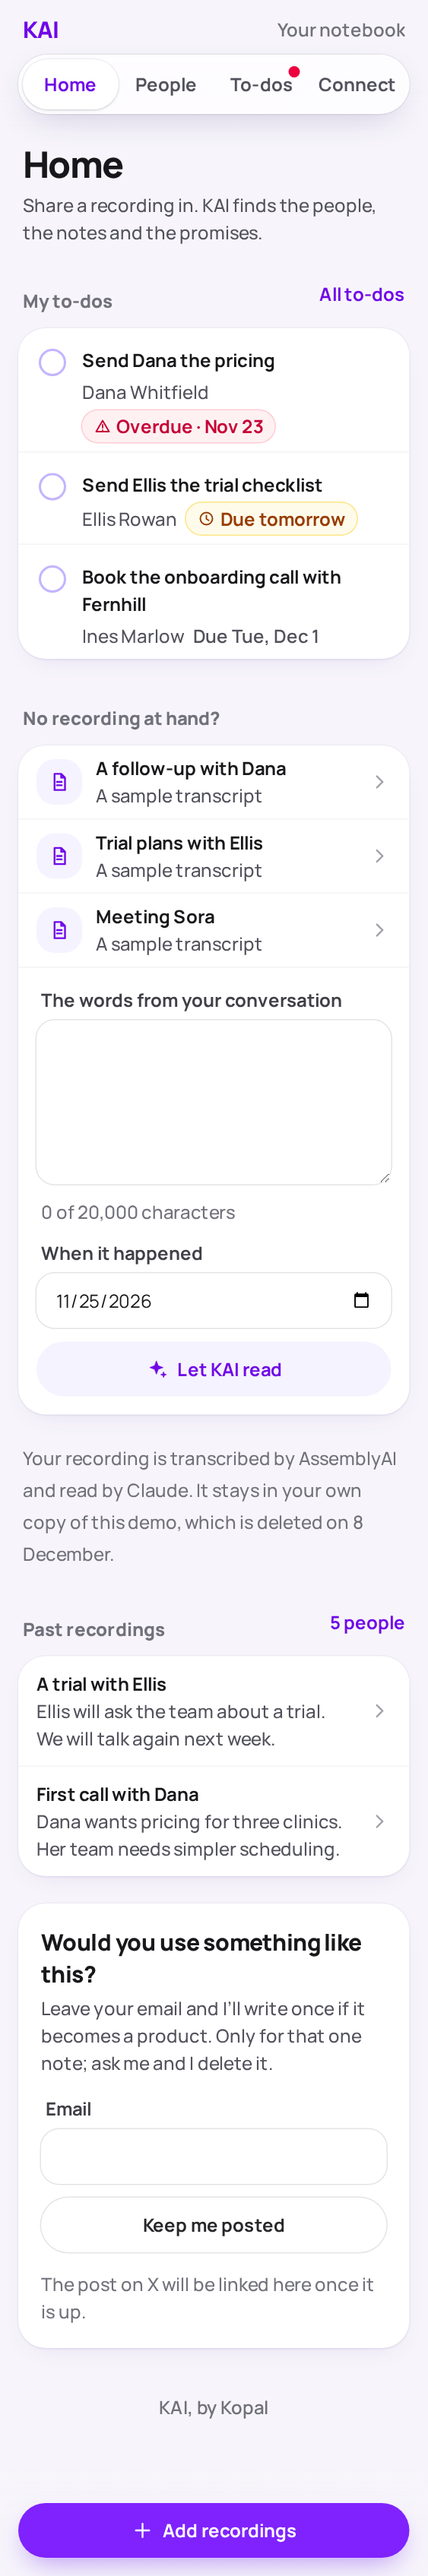 KAI
Your notebook
Home
People
To-dos
Connect
Home
Share a recording in. KAI finds the people,
the notes and the promises.
My to-dos
All to-dos
Send Dana the pricing
Dana Whitfield
Overdue · Nov 23
Send Ellis the trial checklist
Ellis Rowan
Due tomorrow
Book the onboarding call with
Fernhill
Ines Marlow
Due Tue, Dec 1
No recording at hand?
A follow-up with Dana
A sample transcript
Trial plans with Ellis
A sample transcript
Meeting Sora
A sample transcript
The words from your conversation
0 of 20,000 characters
When it happened
11/25/2026
Let KAI read
Your recording is transcribed by AssemblyAI
and read by Claude. It stays in your own
copy of this demo, which is deleted on 8
December.
Past recordings
5 people
A trial with Ellis
Ellis will ask the team about a trial.
We will talk again next week.
First call with Dana
Dana wants pricing for three clinics.
Her team needs simpler scheduling.
Would you use something like
this?
Leave your email and I'll write once if it
becomes a product. Only for that one
note; ask me and I delete it.
Email
Keep me posted
The post on X will be linked here once it
is up.
KAI, by Kopal
Add recordings